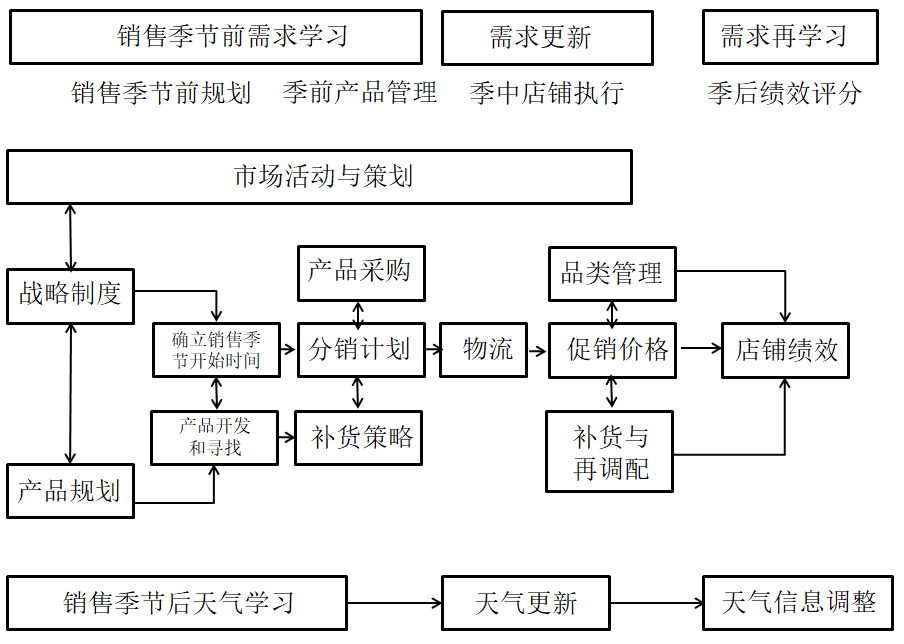 销售季节前需求学习
需求更新
需求再学习
销售季节前规划
季前产品管理
季中店铺执行
季后绩效评分
市场活动与策划
产品采购
品类管理
战略制度
确立销售季
节开始时间
分销计划
物流
促销价格
店铺绩效
产品开发
和寻找
补货策略
补货与
再调配
产品规划
销售季节后天气学习
天气更新
天气信息调整